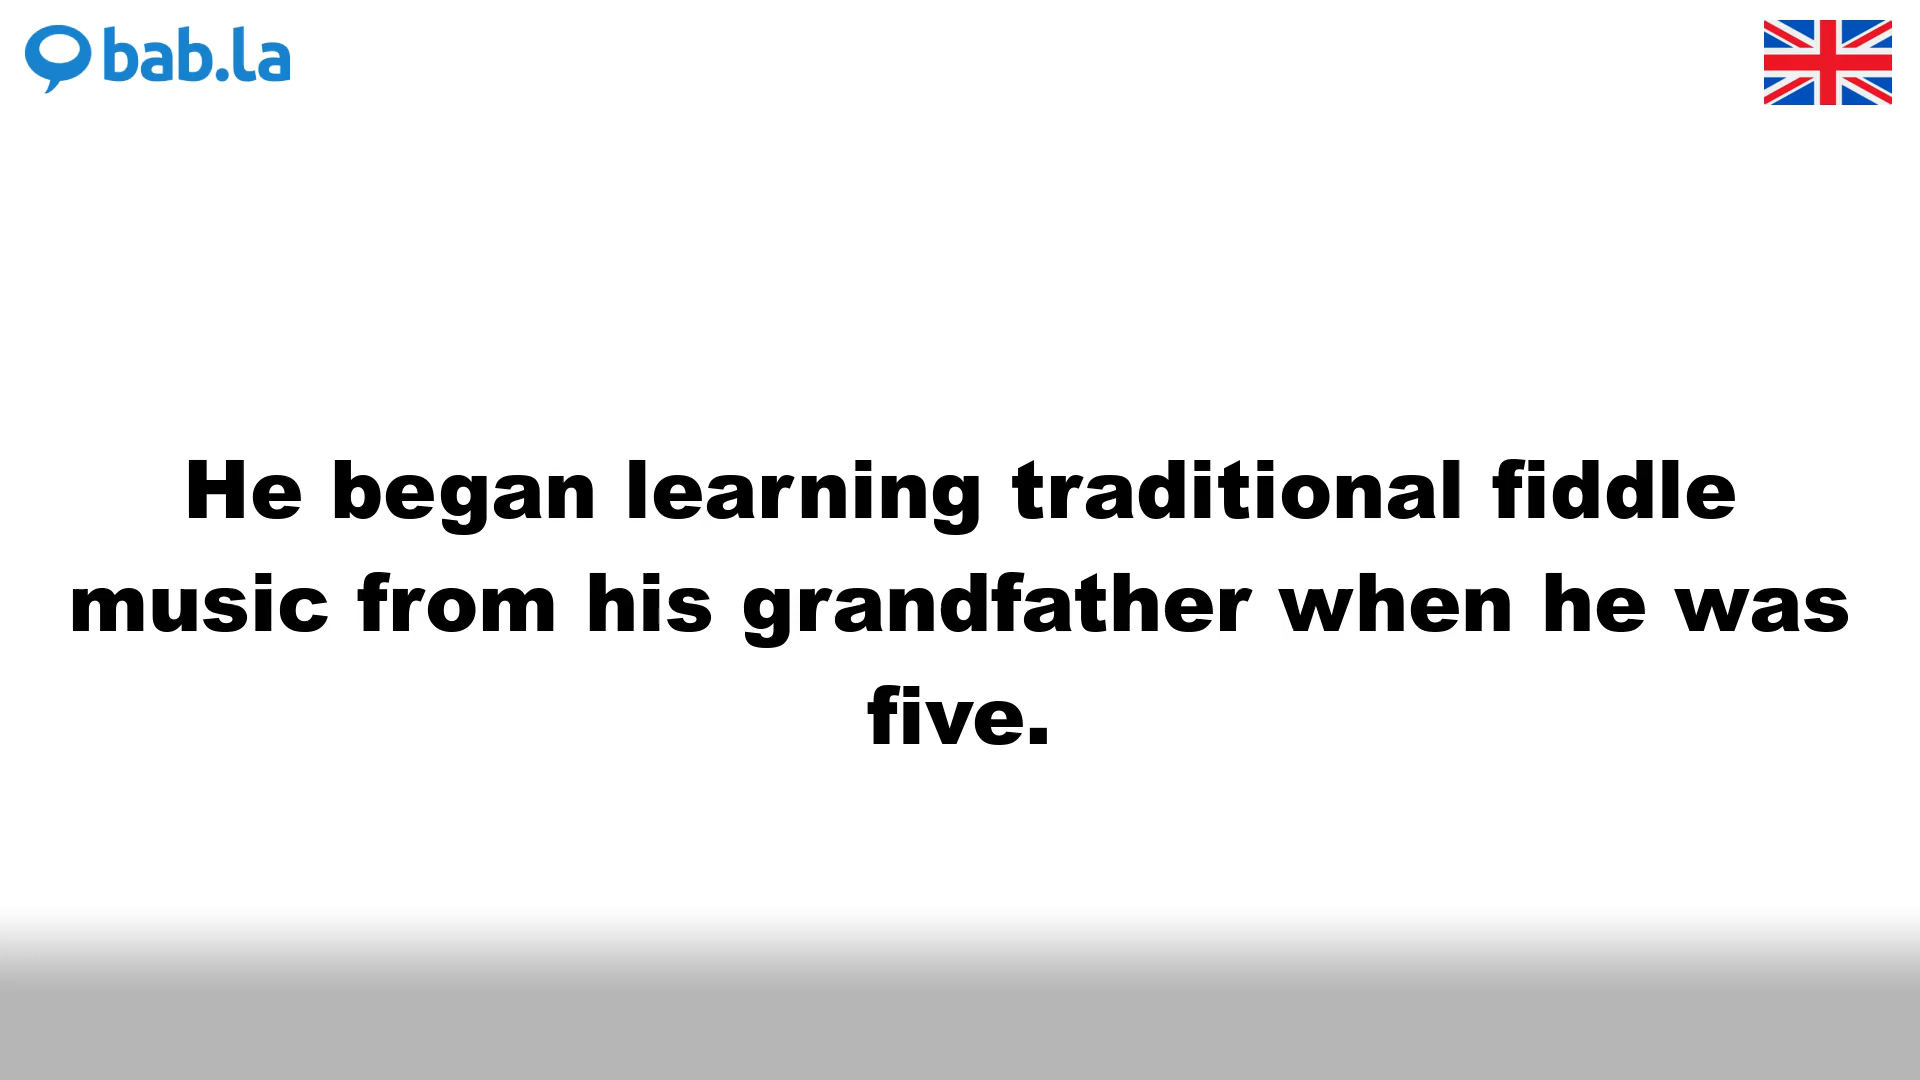 bab.la
He began learning traditional fiddle
music from his grandfather when he was
five.